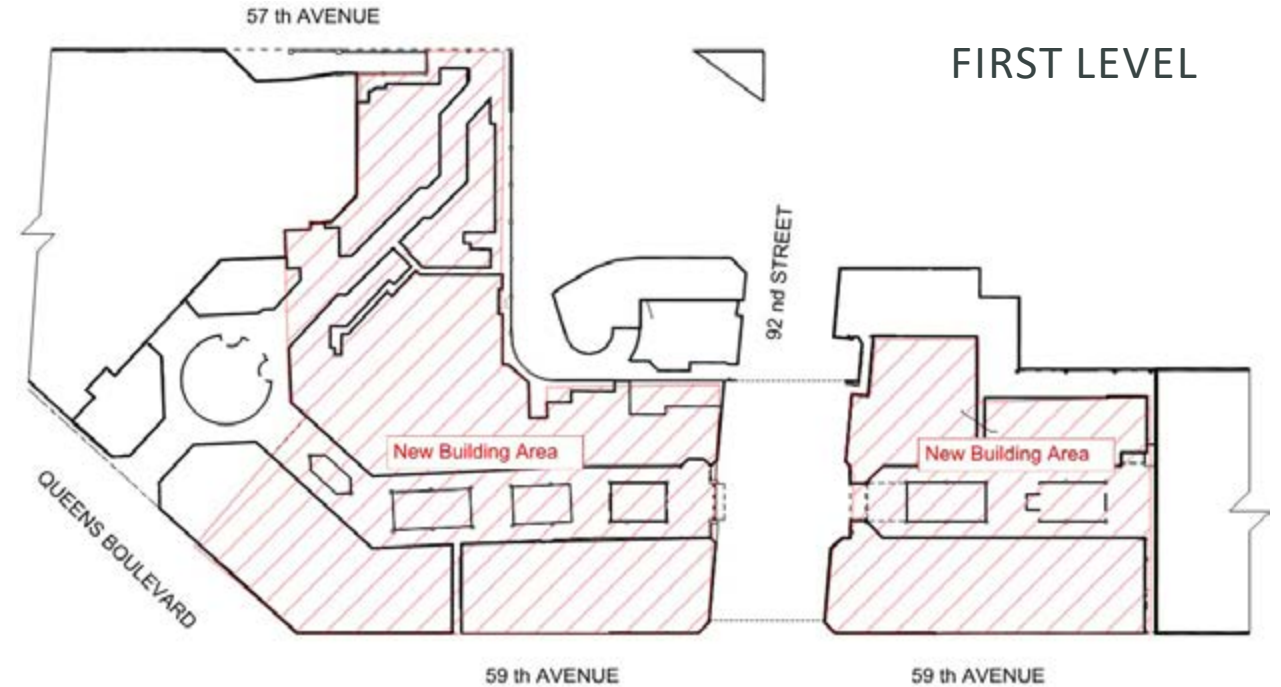 57 th AVENUE
FIRST LEVEL
92 nd STREET
New Building Area
New Building Area
QUEENS BOULEVARD
59 th AVENUE
59 th AVENUE